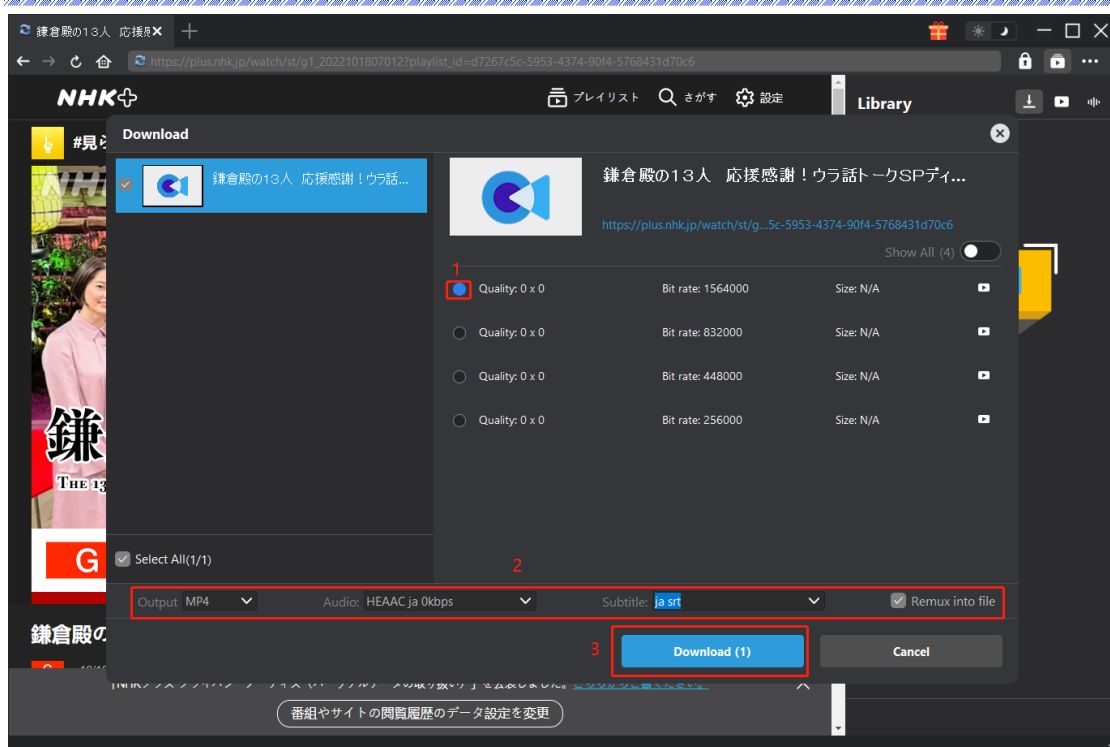 鎌倉殿の13人 応援
https://plus.nhk.jp/watch/st/g1_2022101807012?playlist_id=d7267c5c-5953-4374-90f4-5768431d70c6
NHK
プレイリスト さがす 設定
Library
#見
Download
鎌倉殿の13人 応援感謝！ウラ話...
鎌倉殿の13人 応援感謝！ウラ話トークSPディ...
https://plus.nhk.jp/watch/st/g...5c-5953-4374-90f4-5768431d70c6
Show All (4)
1
Quality: 0 x 0 Bit rate: 1564000 Size: N/A
Quality: 0 x 0 Bit rate: 832000 Size: N/A
Quality: 0 x 0 Bit rate: 448000 Size: N/A
Quality: 0 x 0 Bit rate: 256000 Size: N/A
鎌
THE 13
G
Select All(1/1)
2
Output MP4 Audio: HEAAC ja 0kbps Subtitle: ja srt Remux into file
鎌倉殿の
3
Download (1)
Cancel
番組やサイトの閲覧履歴のデータ設定を変更